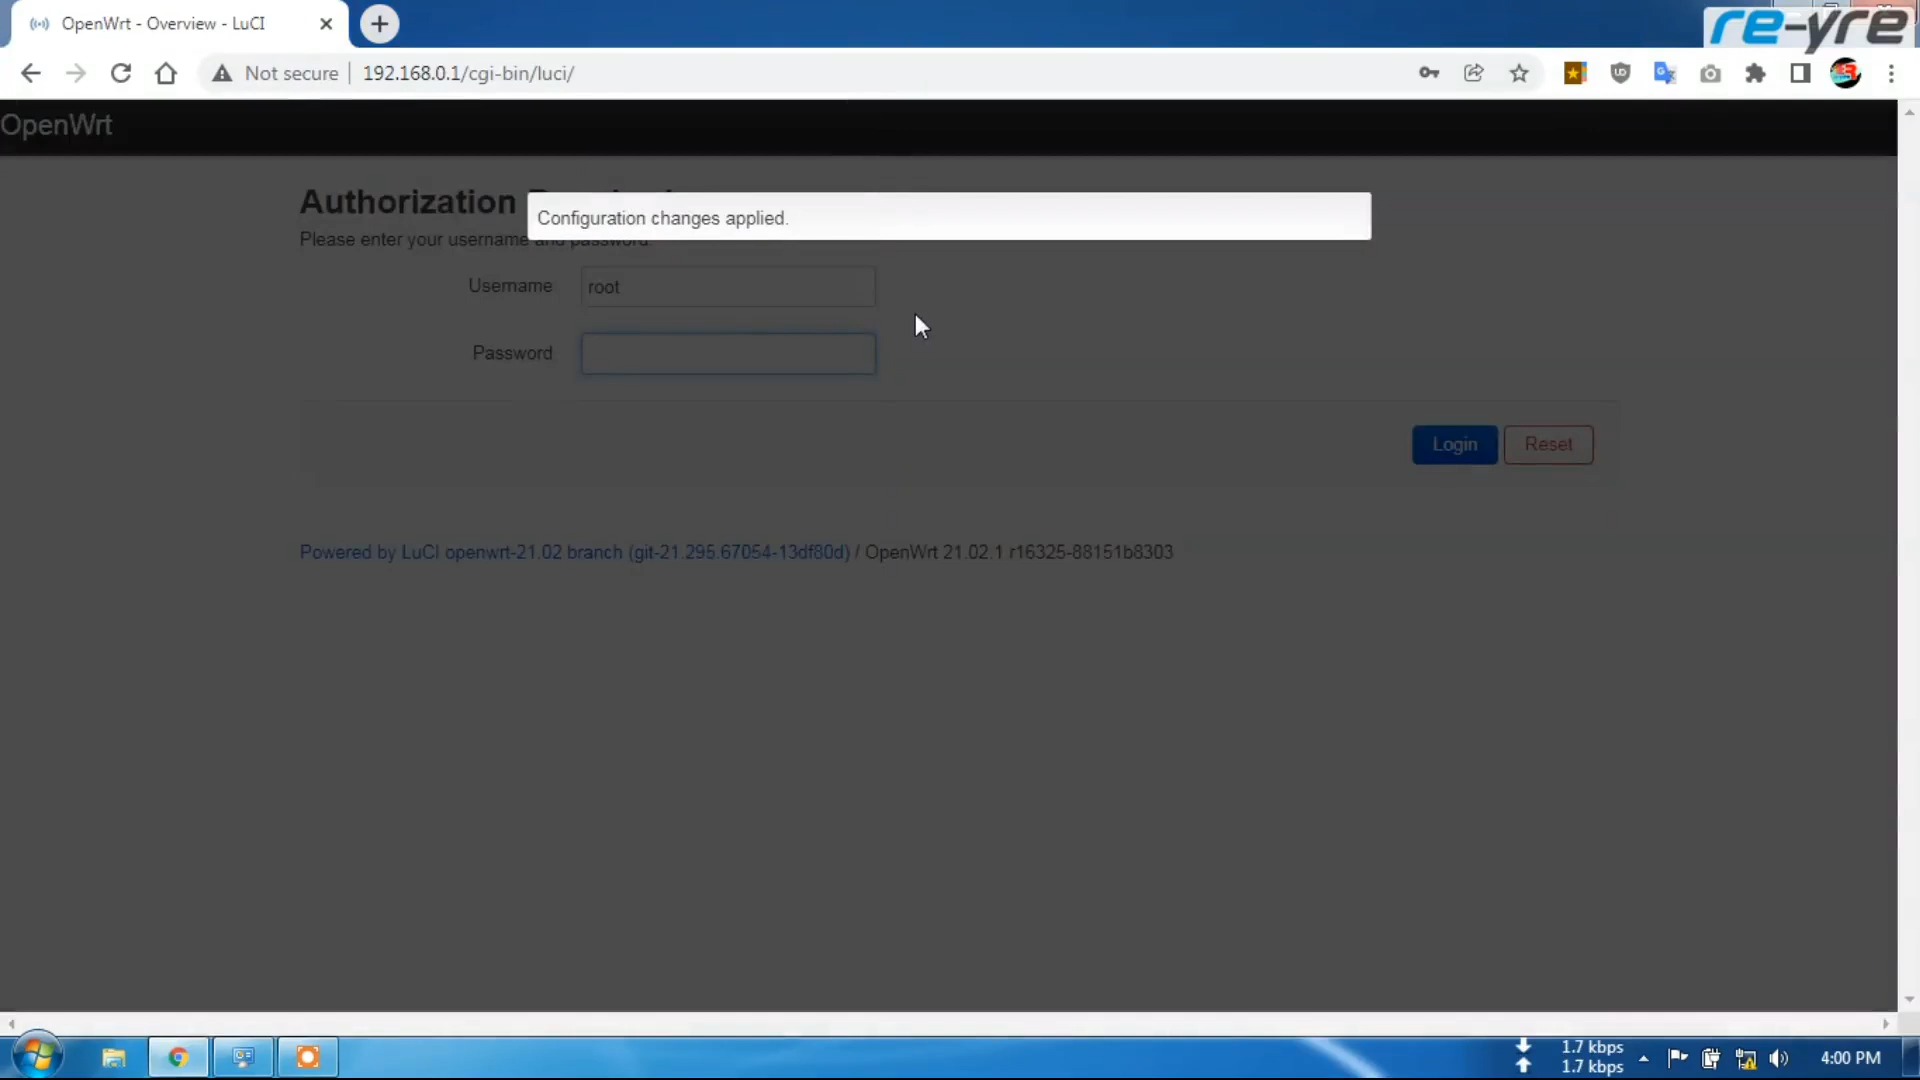 OpenWrt - Overview - LuCI
re-yre
Not secure
192.168.0.1/cgi-bin/luci/
OpenWrt
Authorization
Configuration changes applied.
Please enter your username and password.
Username
root
Password
Login
Reset
Powered by LuCI openwrt-21.02 branch (git-21.295.67054-13df80d) / OpenWrt 21.02.1 r16325-88151b8303
1.7 kbps
1.7 kbps
4:00 PM